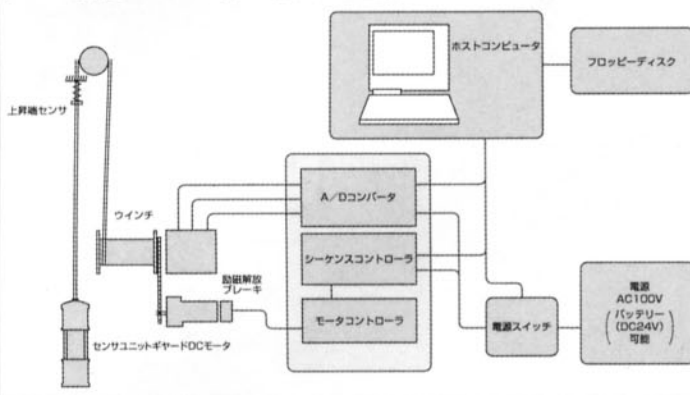 ホストコンピュータ
フロッピーディスク
上昇端センサ
A/Dコンバータ
ウインチ
シーケンスコントローラ
励磁解放
ブレーキ
モータコントローラ
電源スイッチ
電源
AC100V
(バッテリー
(DC24V)
可能)
センサユニットギヤードDCモータ